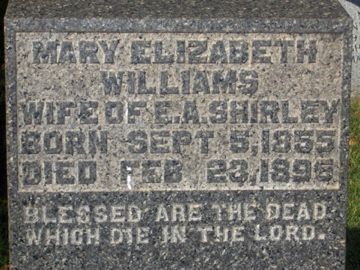 MARY ELIZABETH
WILLIAMS
WIFE OF E.A. SHIRLEY
BORN SEPT 5, 1855
DIED FEB 23, 1896
BLESSED ARE THE DEAD
WHICH DIE IN THE LORD.